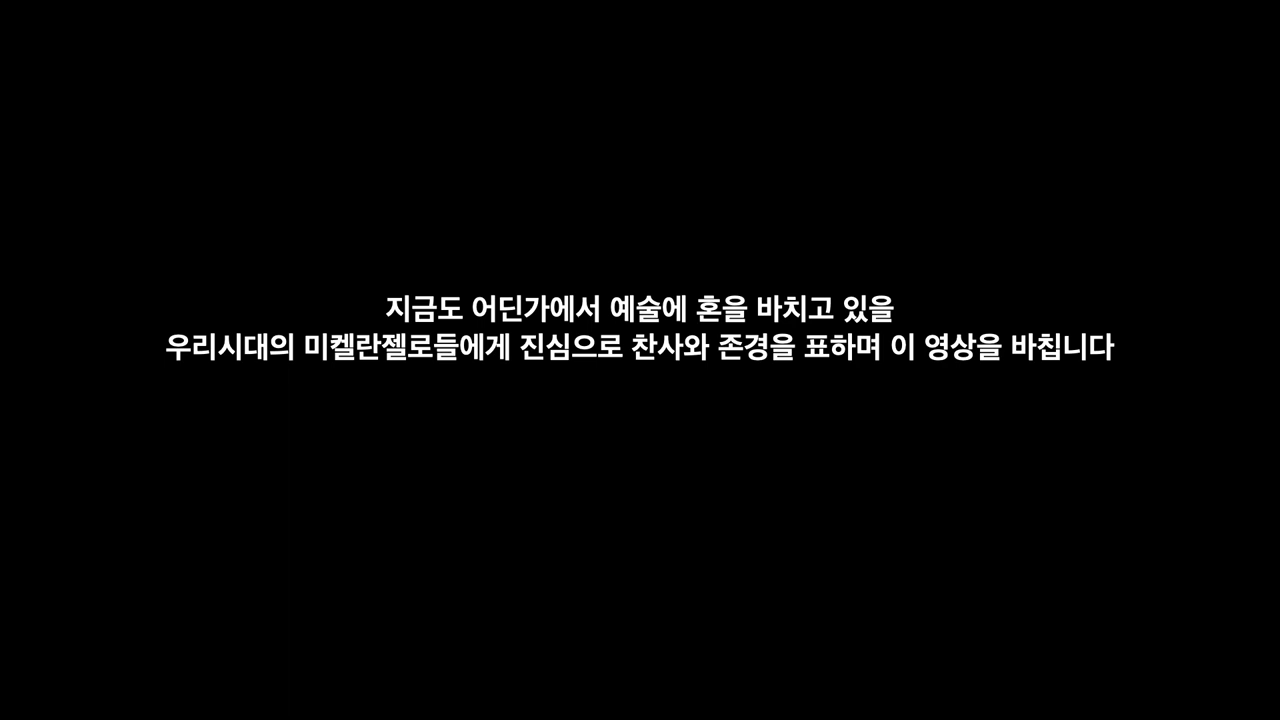 지금도 어딘가에서 예술에 혼을 바치고 있을
우리시대의 미켈란젤로들에게 진심으로 찬사와 존경을 표하며 이 영상을 바칩니다